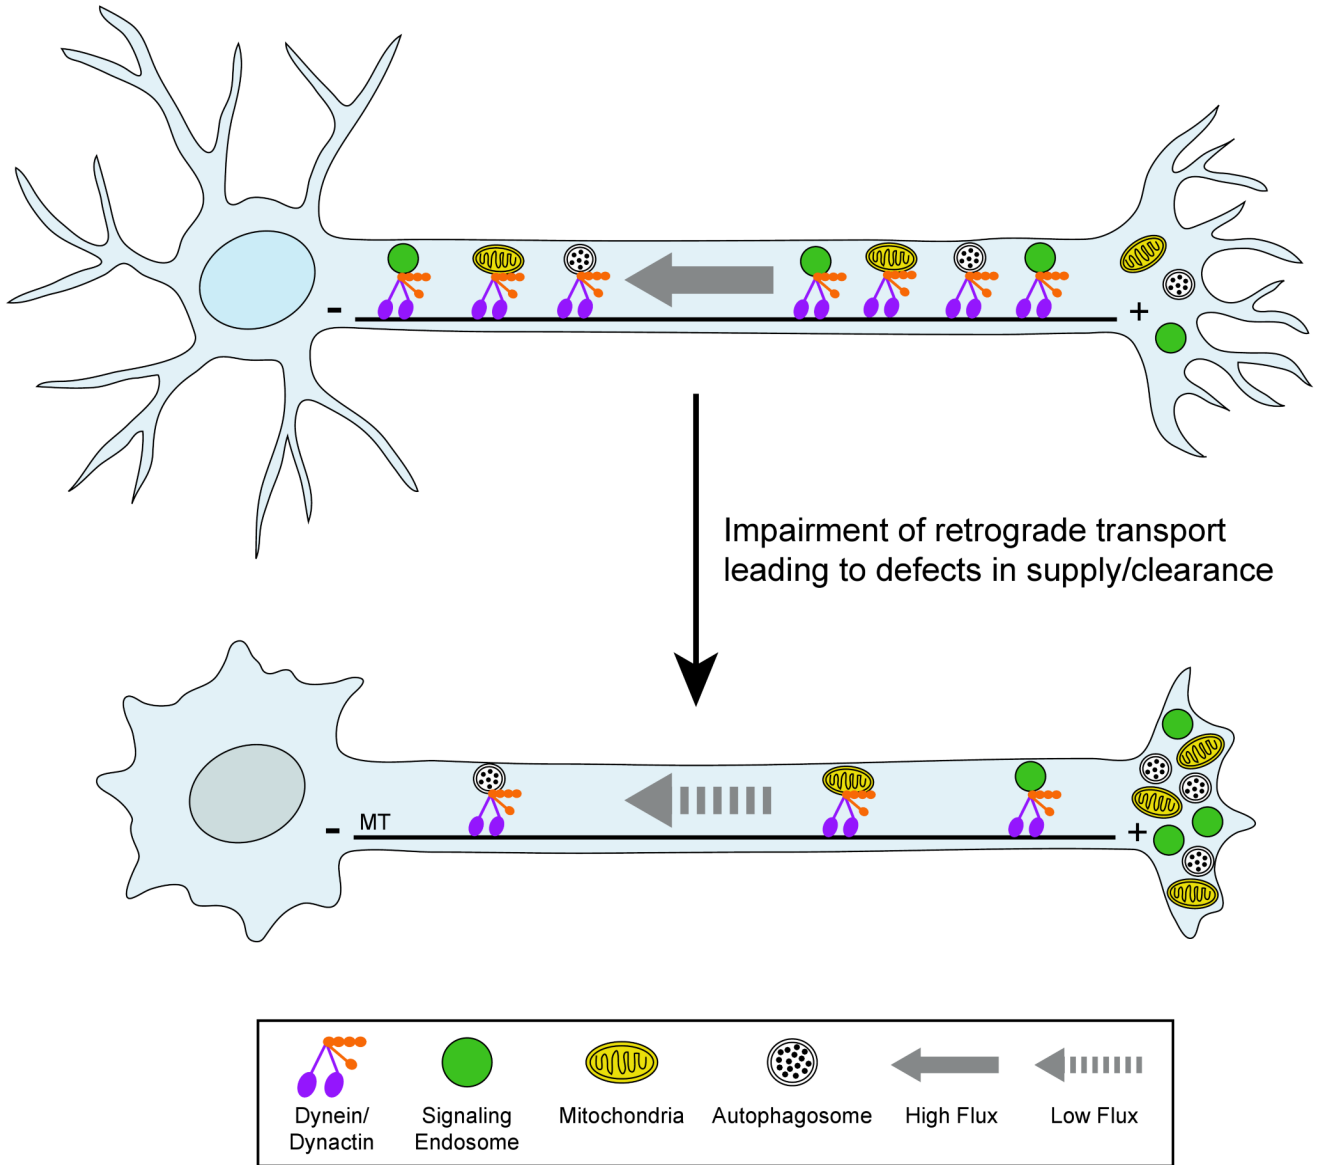 -
+
Impairment of retrograde transport
leading to defects in supply/clearance
MT
-
+
Dynein/
Dynactin
Signaling
Endosome
Mitochondria
Autophagosome
High Flux
Low Flux